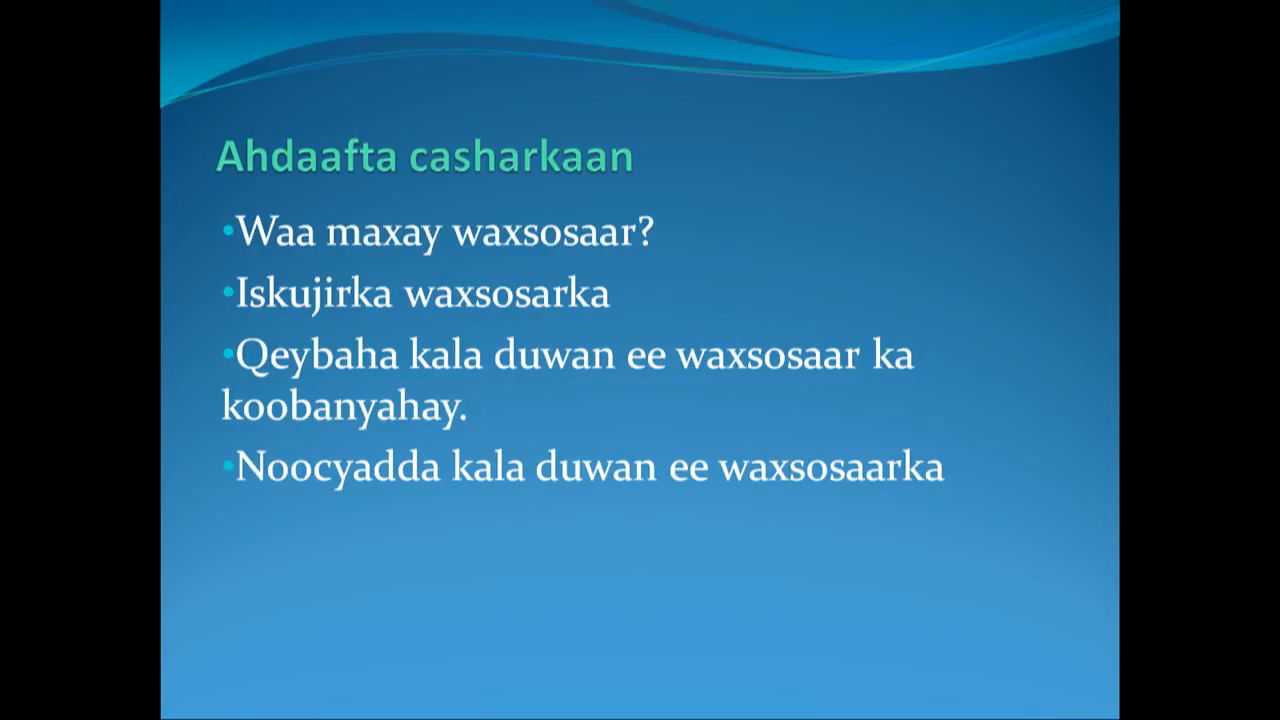 Ahdaafta casharkaan
•Waa maxay waxsosaar?
•Iskujirka waxsosarka
•Qeybaha kala duwan ee waxsosaar ka
koobanyahay.
•Noocyadda kala duwan ee waxsosaarka